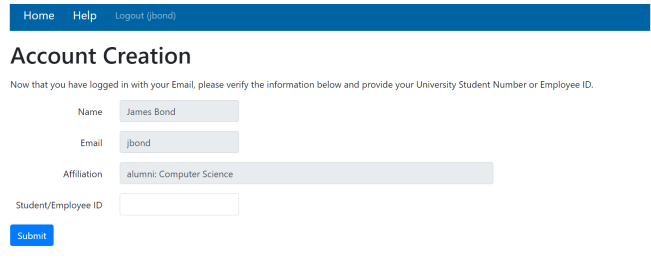 Home Help Logout (jbond)
Account Creation
Now that you have logged in with your Email, please verify the information below and provide your University Student Number or Employee ID.
Name James Bond
Email jbond
Affiliation alumni: Computer Science
Student/Employee ID
Submit